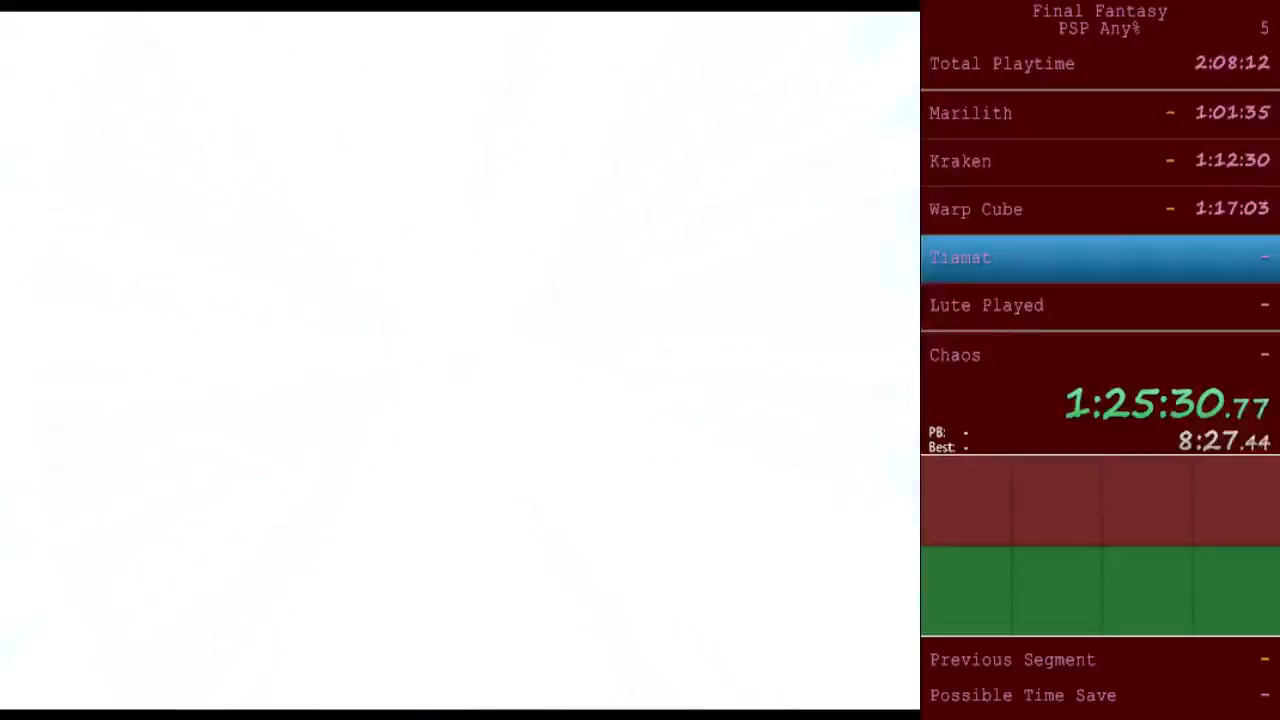 Final Fantasy
PSP Any% 5
Total Playtime 2:08:12
Marilith - 1:01:35
Kraken - 1:12:30
Warp Cube - 1:17:03
Tiamat -
Lute Played -
Chaos -
1:25:30.77
PB: - 8:27.44
Best: -
Previous Segment -
Possible Time Save -